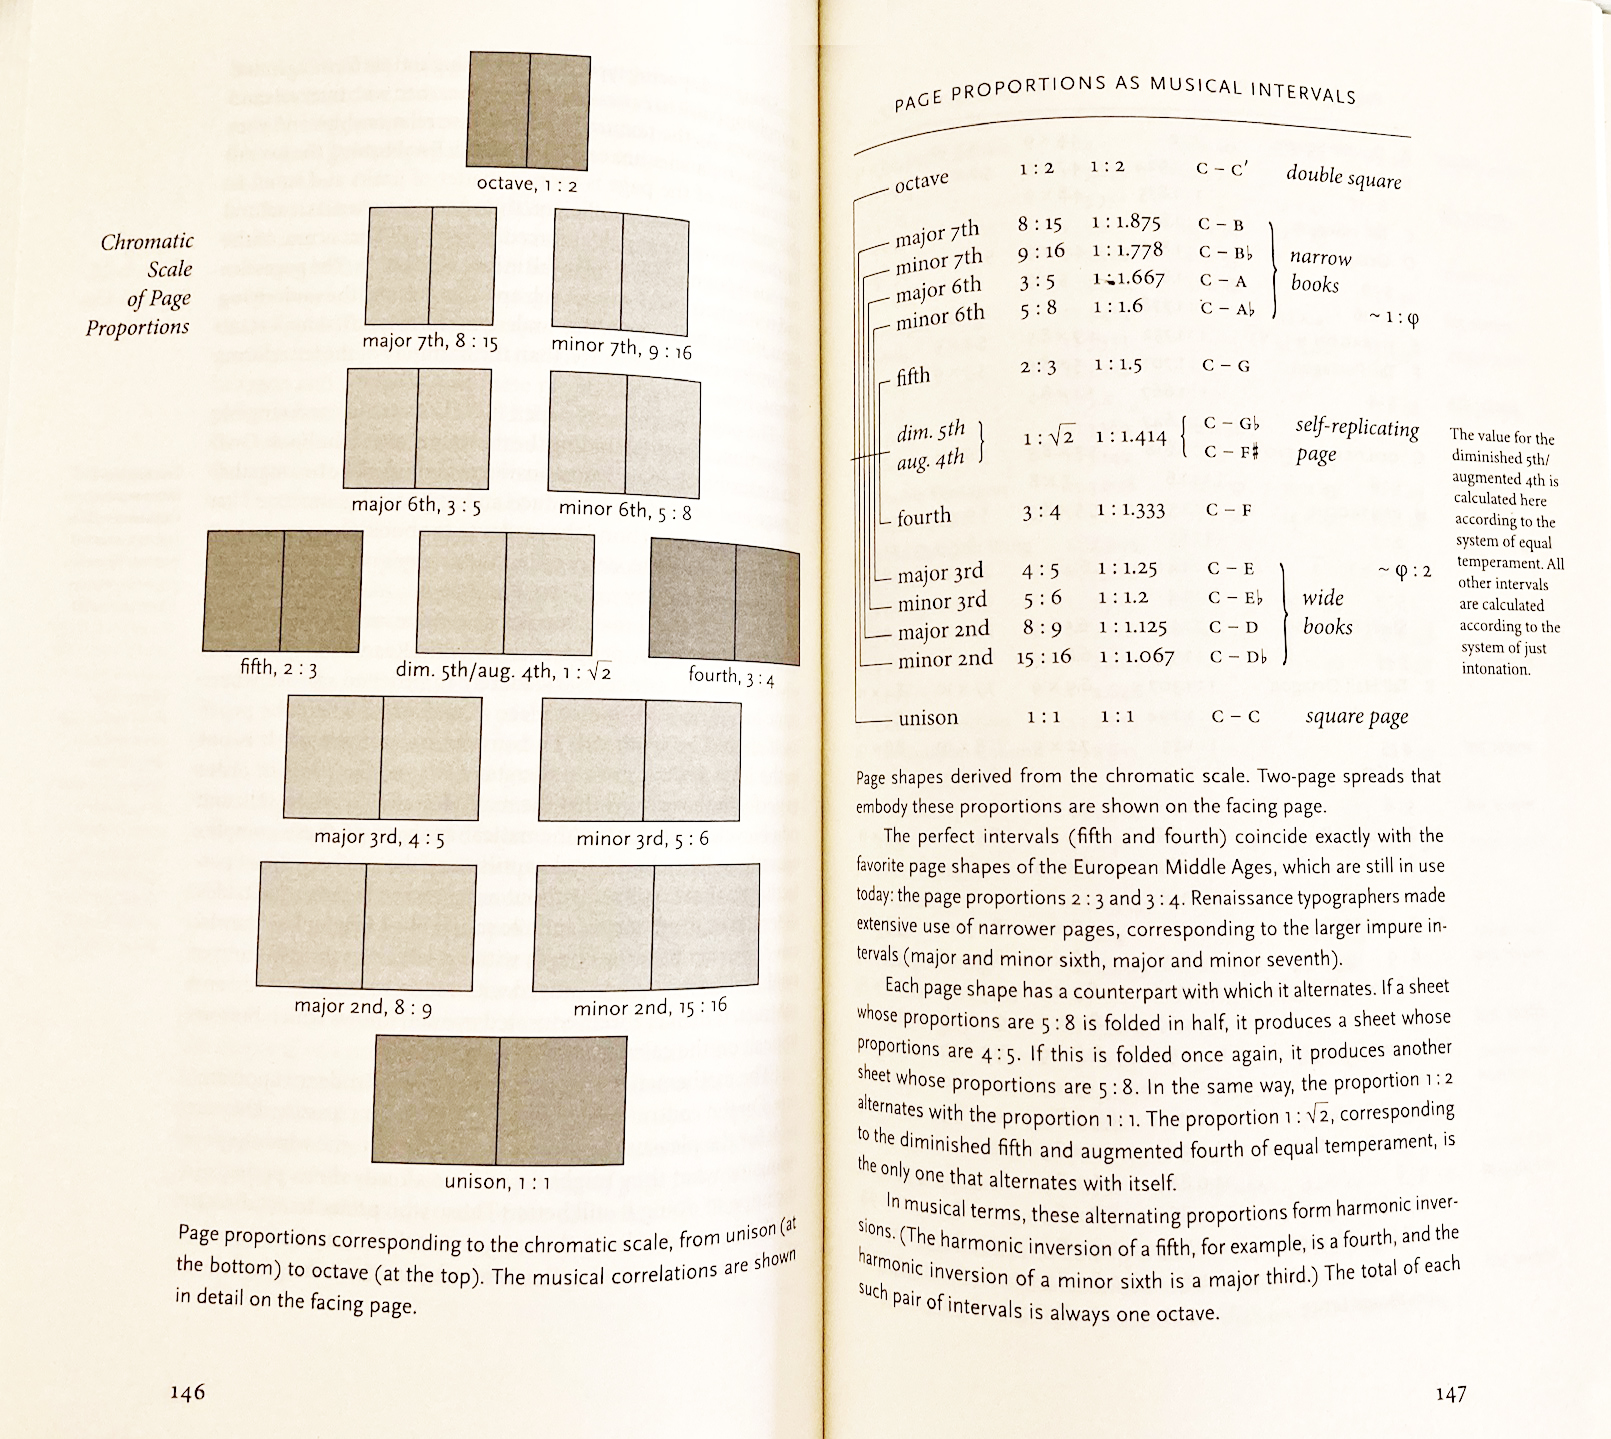 octave, 1 : 2
Chromatic
Scale
of Page
Proportions
major 7th, 8 : 15
minor 7th, 9 : 16
major 6th, 3 : 5
minor 6th, 5 : 8
fifth, 2 : 3
dim. 5th/aug. 4th, 1 : √2
fourth, 3 : 4
major 3rd, 4 : 5
minor 3rd, 5 : 6
major 2nd, 8 : 9
minor 2nd, 15 : 16
unison, 1 : 1
Page proportions corresponding to the chromatic scale, from unison (at
the bottom) to octave (at the top). The musical correlations are shown
in detail on the facing page.
146
PAGE PROPORTIONS AS MUSICAL INTERVALS
octave 1 : 2 1 : 2 C – C′ double square
major 7th 8 : 15 1 : 1.875 C – B
minor 7th 9 : 16 1 : 1.778 C – B♭ narrow
major 6th 3 : 5 1 : 1.667 C – A books
minor 6th 5 : 8 1 : 1.6 C – A♭ ~ 1 : φ
fifth 2 : 3 1 : 1.5 C – G
dim. 5th C – G♭ self-replicating
1 : √2 1 : 1.414
aug. 4th C – F♯ page
fourth 3 : 4 1 : 1.333 C – F
major 3rd 4 : 5 1 : 1.25 C – E ~ φ : 2
minor 3rd 5 : 6 1 : 1.2 C – E♭ wide
major 2nd 8 : 9 1 : 1.125 C – D books
minor 2nd 15 : 16 1 : 1.067 C – D♭
unison 1 : 1 1 : 1 C – C square page
The value for the
diminished 5th/
augmented 4th is
calculated here
according to the
system of equal
temperament. All
other intervals
are calculated
according to the
system of just
intonation.
Page shapes derived from the chromatic scale. Two-page spreads that
embody these proportions are shown on the facing page.
The perfect intervals (fifth and fourth) coincide exactly with the
favorite page shapes of the European Middle Ages, which are still in use
today: the page proportions 2 : 3 and 3 : 4. Renaissance typographers made
extensive use of narrower pages, corresponding to the larger impure in-
tervals (major and minor sixth, major and minor seventh).
Each page shape has a counterpart with which it alternates. If a sheet
whose proportions are 5 : 8 is folded in half, it produces a sheet whose
proportions are 4 : 5. If this is folded once again, it produces another
sheet whose proportions are 5 : 8. In the same way, the proportion 1 : 2
alternates with the proportion 1 : 1. The proportion 1 : √2, corresponding
to the diminished fifth and augmented fourth of equal temperament, is
the only one that alternates with itself.
In musical terms, these alternating proportions form harmonic inver-
sions. (The harmonic inversion of a fifth, for example, is a fourth, and the
harmonic inversion of a minor sixth is a major third.) The total of each
such pair of intervals is always one octave.
147